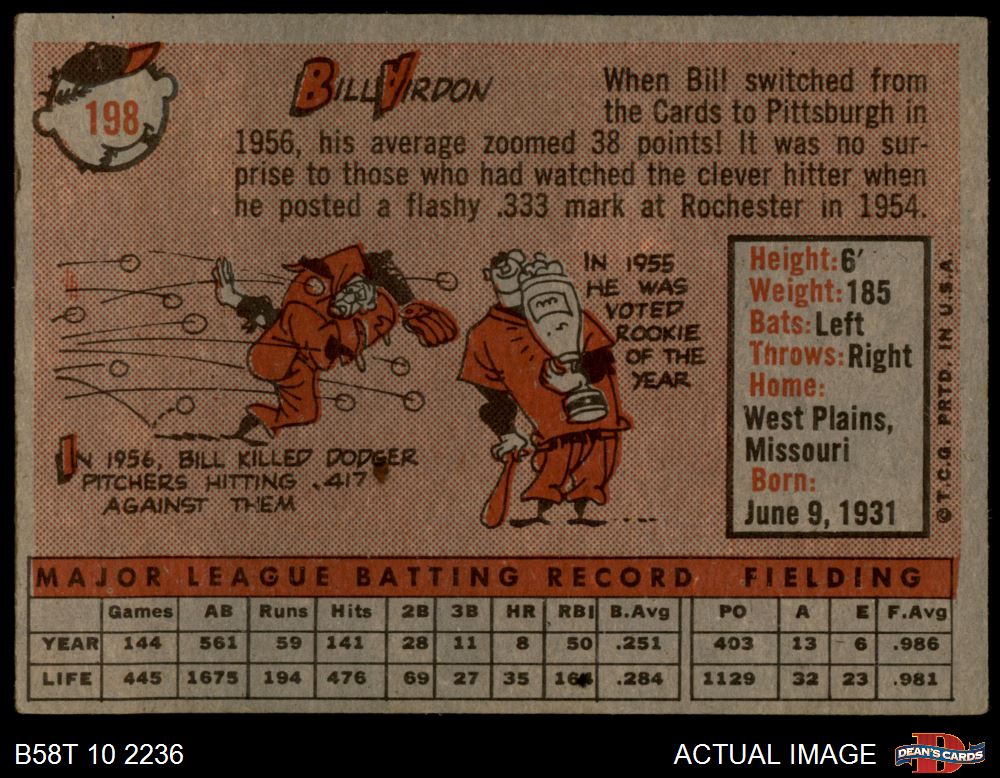 198
BILL VIRDON
When Bill switched from
the Cards to Pittsburgh in
1956, his average zoomed 38 points! It was no sur-
prise to those who had watched the clever hitter when
he posted a flashy .333 mark at Rochester in 1954.
IN 1956, BILL KILLED DODGER
PITCHERS HITTING .417
AGAINST THEM
IN 1955
HE WAS
VOTED
ROOKIE
OF THE
YEAR
Height: 6'
Weight: 185
Bats: Left
Throws: Right
Home:
West Plains,
Missouri
Born:
June 9, 1931
© T.C.G. PRTD. IN U.S.A.
MAJOR LEAGUE BATTING RECORD FIELDING
Games AB Runs Hits 2B 3B HR RBI B.Avg PO A E F.Avg
YEAR 144 561 59 141 28 11 8 50 .251 403 13 6 .986
LIFE 445 1675 194 476 69 27 35 .284 1129 32 23 .981
B58T 10 2236
ACTUAL IMAGE
D
DEAN'S CARDS